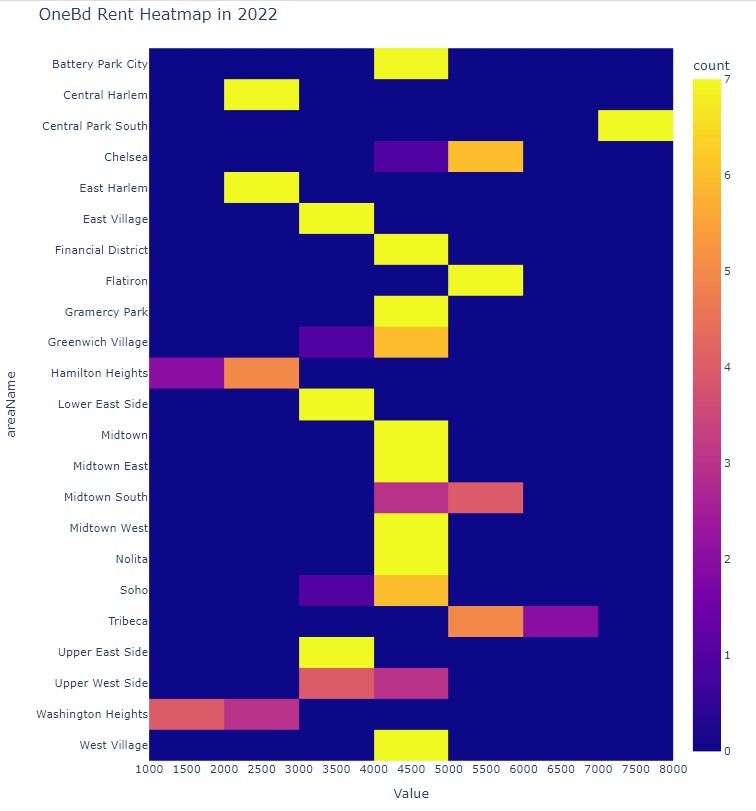 OneBd Rent Heatmap in 2022
count
Battery Park City
Central Harlem
Central Park South
Chelsea
East Harlem
East Village
Financial District
Flatiron
Gramercy Park
Greenwich Village
Hamilton Heights
Lower East Side
Midtown
Midtown East
Midtown South
Midtown West
Nolita
Soho
Tribeca
Upper East Side
Upper West Side
Washington Heights
West Village
areaName
7
6
5
4
3
2
1
0
1000 1500 2000 2500 3000 3500 4000 4500 5000 5500 6000 6500 7000 7500 8000
Value